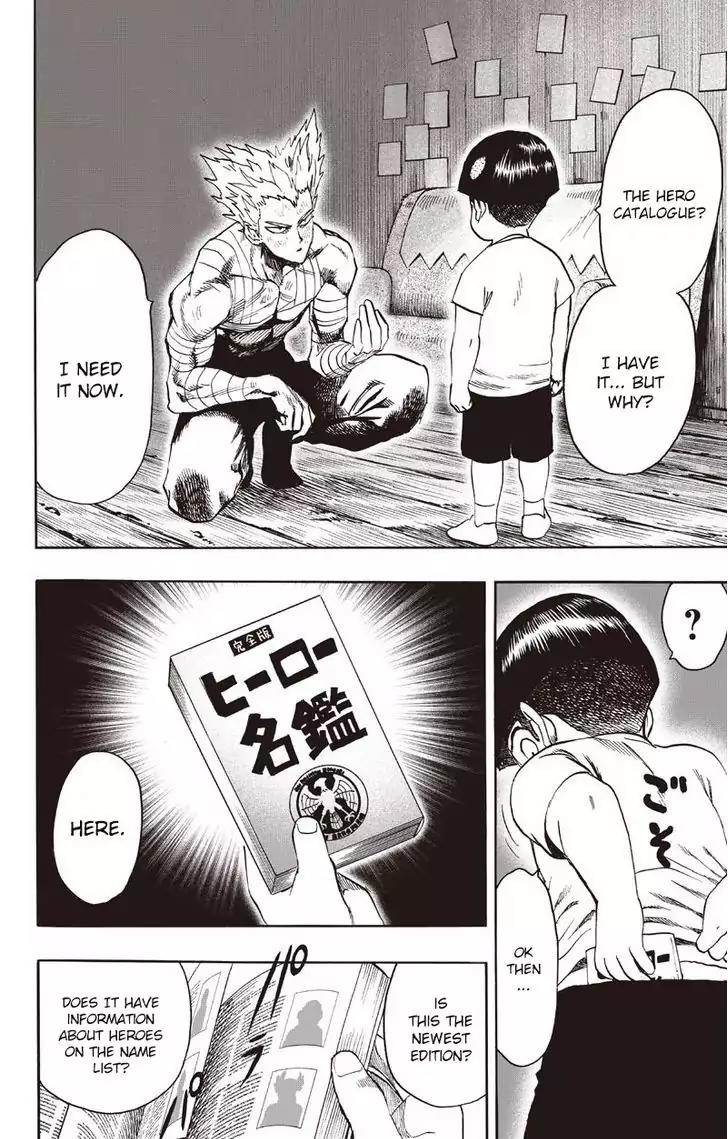 THE HERO
CATALOGUE?
I HAVE
IT... BUT
WHY?
I NEED
IT NOW.
?
ごそ
OK
THEN
...
完全版
ヒーロー
名鑑
HERE.
IS
THIS THE
NEWEST
EDITION?
DOES IT HAVE
INFORMATION
ABOUT HEROES
ON THE NAME
LIST?